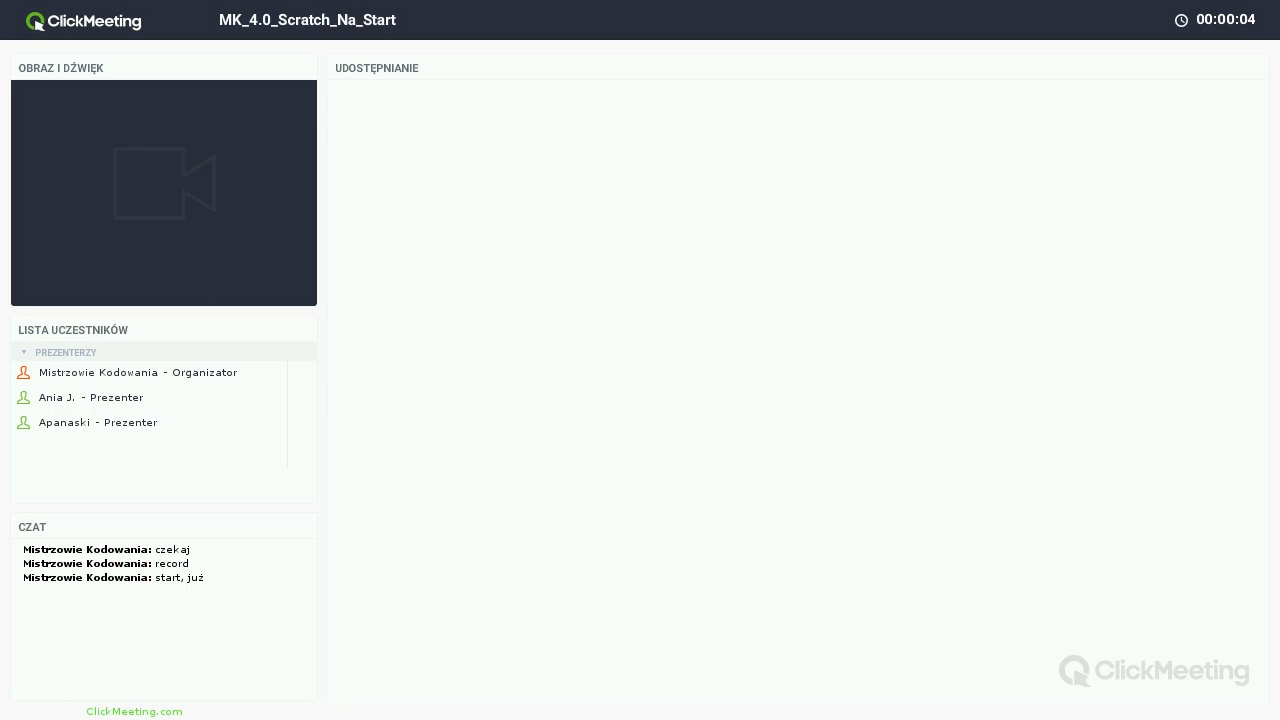 ClickMeeting
MK_4.0_Scratch_Na_Start
00:00:04
OBRAZ I DŹWIĘK
UDOSTĘPNIANIE
LISTA UCZESTNIKÓW
PREZENTERZY
Mistrzowie Kodowania - Organizator
Ania J. - Prezenter
Apanaski - Prezenter
CZAT
Mistrzowie Kodowania: czekaj
Mistrzowie Kodowania: record
Mistrzowie Kodowania: start, już
ClickMeeting
ClickMeeting.com